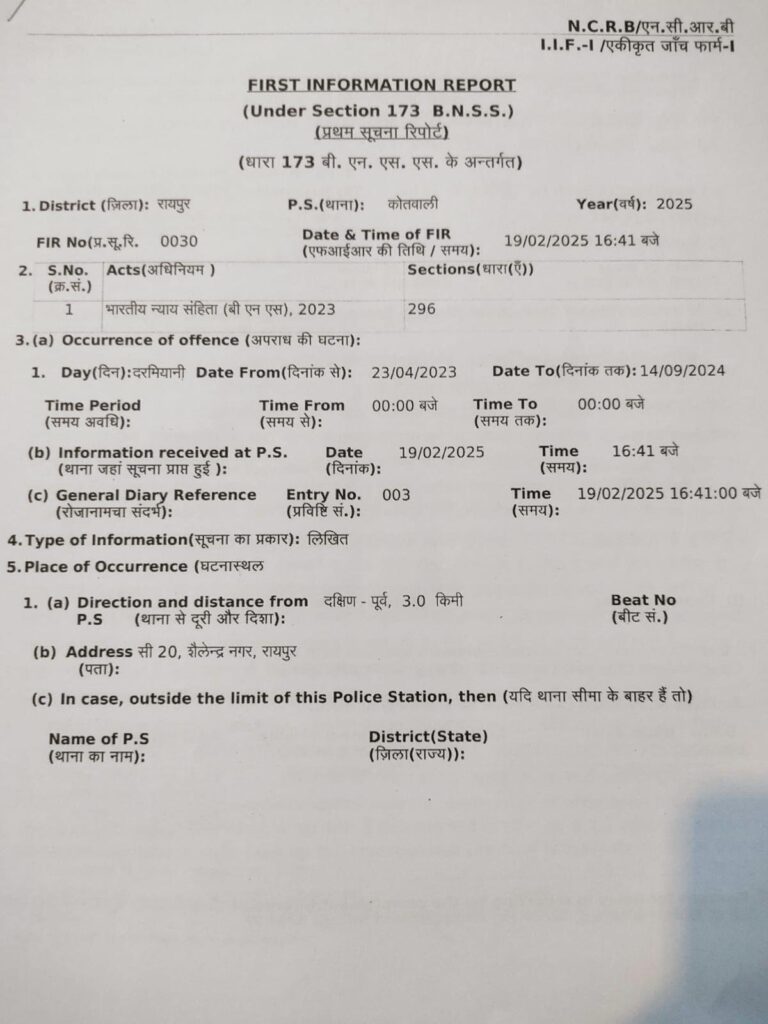 N.C.R.B/एन.सी.आर.बी
I.I.F.-I /एकीकृत जाँच फार्म-I
FIRST INFORMATION REPORT
(Under Section 173 B.N.S.S.)
(प्रथम सूचना रिपोर्ट)
(धारा 173 बी. एन. एस. एस. के अन्तर्गत)
1. District (ज़िला): रायपुर P.S.(थाना): कोतवाली Year(वर्ष): 2025
FIR No(प्र.सू.रि. 0030 Date & Time of FIR 19/02/2025 16:41 बजे
(एफआईआर की तिथि / समय):
2. S.No. Acts(अधिनियम ) Sections(धारा(एँ))
(क्र.सं.)
1 भारतीय न्याय संहिता (बी एन एस), 2023 296
3.(a) Occurrence of offence (अपराध की घटना):
1. Day(दिन):दरमियानी Date From(दिनांक से): 23/04/2023 Date To(दिनांक तक): 14/09/2024
Time Period Time From 00:00 बजे Time To 00:00 बजे
(समय अवधि): (समय से): (समय तक):
(b) Information received at P.S. Date 19/02/2025 Time 16:41 बजे
(थाना जहां सूचना प्राप्त हुई ): (दिनांक): (समय):
(c) General Diary Reference Entry No. 003 Time 19/02/2025 16:41:00 बजे
(रोजानामचा संदर्भ): (प्रविष्टि सं.): (समय):
4.Type of Information(सूचना का प्रकार): लिखित
5.Place of Occurrence (घटनास्थल
1. (a) Direction and distance from दक्षिण - पूर्व, 3.0 किमी Beat No
P.S (थाना से दूरी और दिशा): (बीट सं.)
(b) Address सी 20, शैलेन्द्र नगर, रायपुर
(पता):
(c) In case, outside the limit of this Police Station, then (यदि थाना सीमा के बाहर हैं तो)
Name of P.S District(State)
(थाना का नाम): (ज़िला(राज्य)):